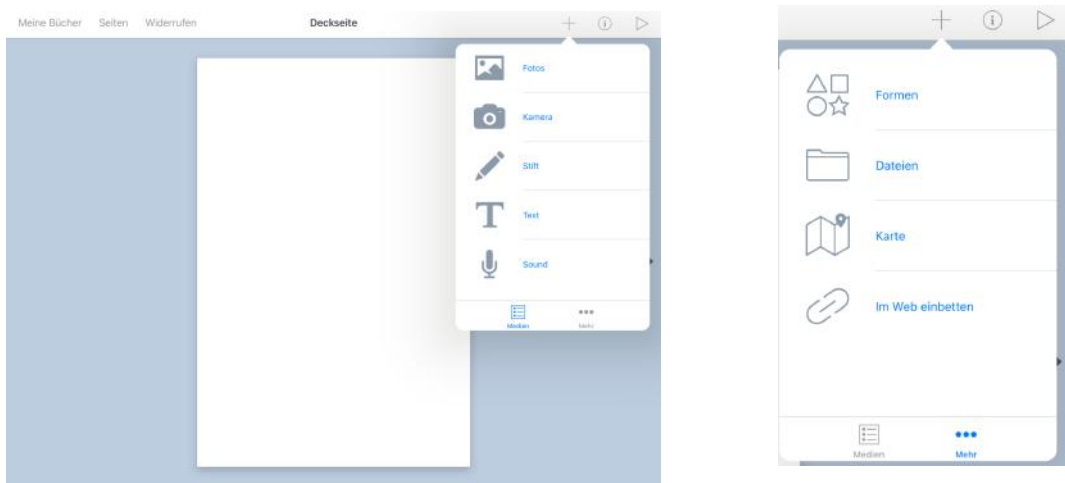 Meine Bücher Seiten Widerrufen Deckseite
Fotos
Kamera
Stift
Text
Sound
Medien Mehr
Formen
Dateien
Karte
Im Web einbetten
Medien Mehr